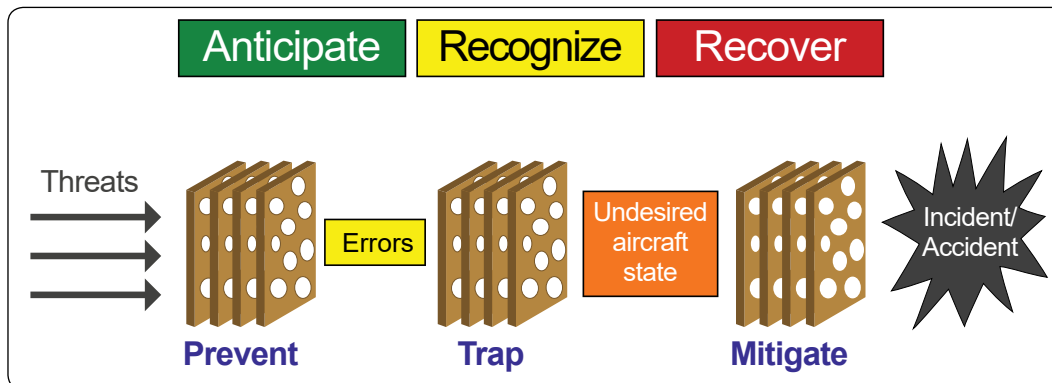 Anticipate
Recognize
Recover
Threats
Errors
Undesired
aircraft
state
Incident/
Accident
Prevent
Trap
Mitigate